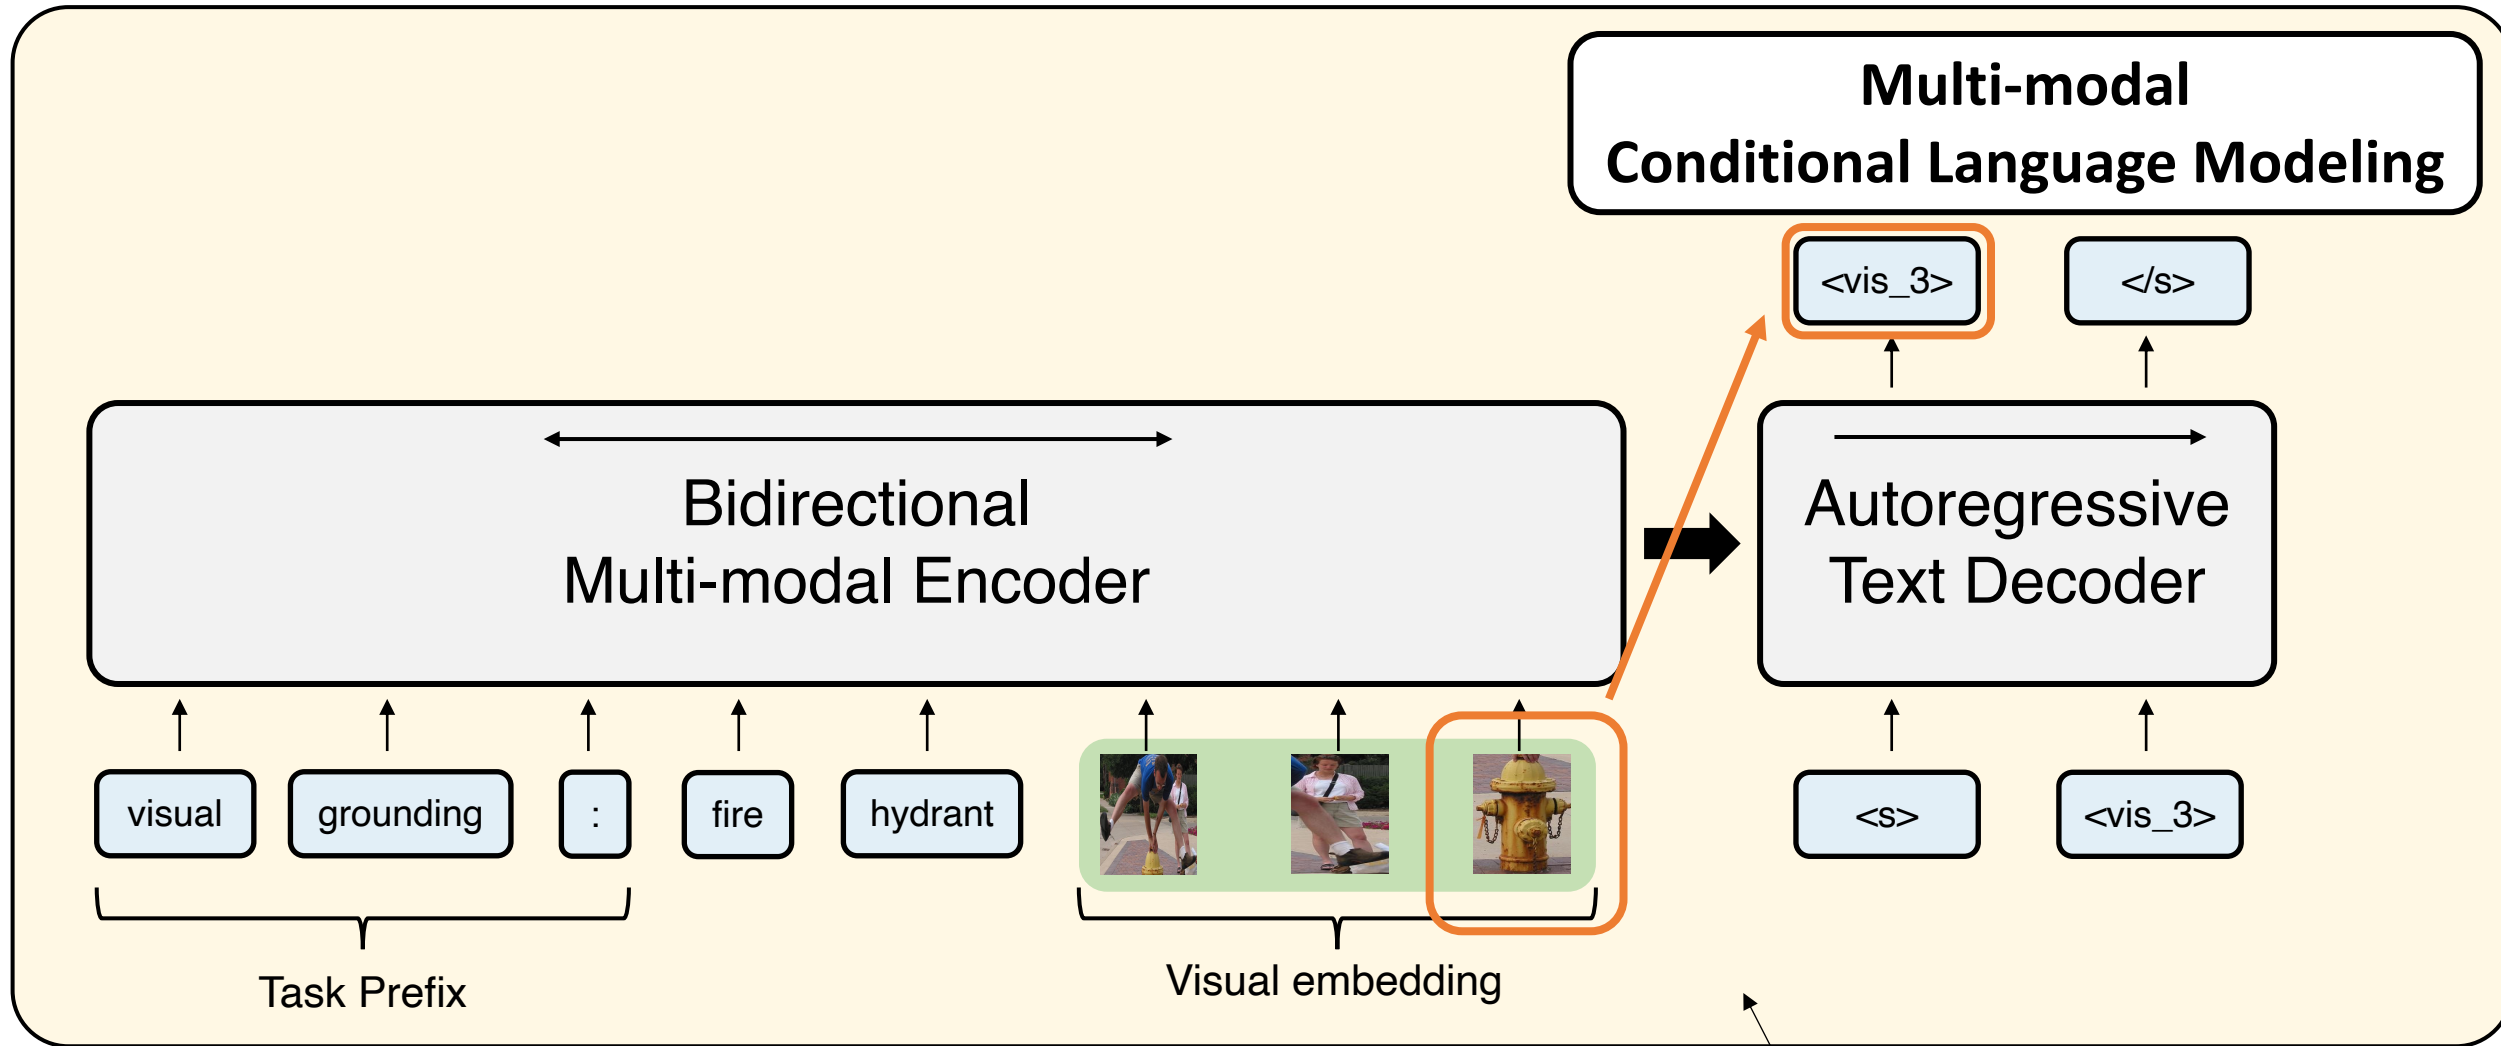 Multi-modal
Conditional Language Modeling
<vis_3> </s>
Bidirectional
Multi-modal Encoder
Autoregressive
Text Decoder
visual grounding : fire hydrant <s> <vis_3>
Task Prefix
Visual embedding